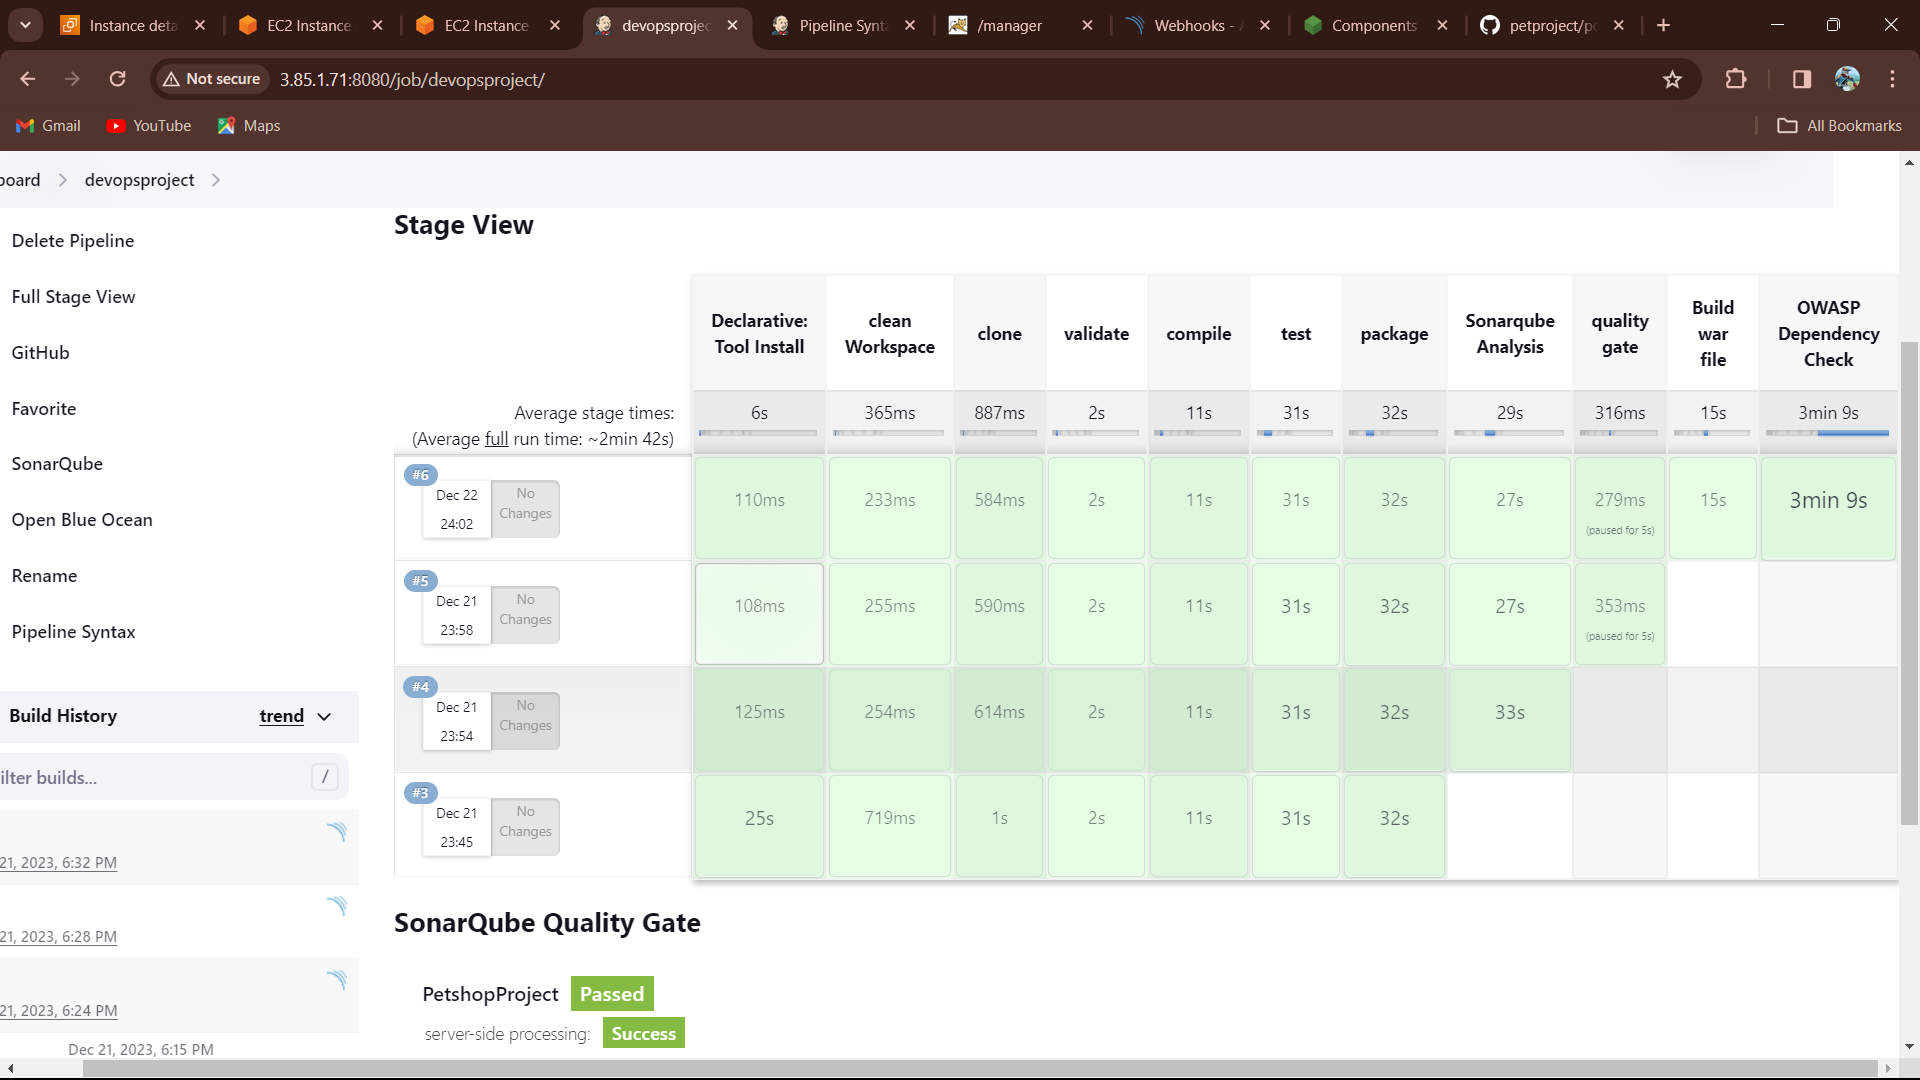 Instance deta
EC2 Instance
EC2 Instance
devopsprojec
Pipeline Synta
/manager
Webhooks - A
Components
petproject/po
Not secure
3.85.1.71:8080/job/devopsproject/
Gmail
YouTube
Maps
All Bookmarks
board
devopsproject
Delete Pipeline
Full Stage View
GitHub
Favorite
SonarQube
Open Blue Ocean
Rename
Pipeline Syntax
Build History
trend
ilter builds...
/
21, 2023, 6:32 PM
21, 2023, 6:28 PM
21, 2023, 6:24 PM
Dec 21, 2023, 6:15 PM
Stage View
Declarative: Tool Install
clean Workspace
clone
validate
compile
test
package
Sonarqube Analysis
quality gate
Build war file
OWASP Dependency Check
Average stage times:
(Average full run time: ~2min 42s)
6s 365ms 887ms 2s 11s 31s 32s 29s 316ms 15s 3min 9s
#6
Dec 22
24:02
No Changes
110ms 233ms 584ms 2s 11s 31s 32s 27s 279ms 15s 3min 9s
(paused for 5s)
#5
Dec 21
23:58
No Changes
108ms 255ms 590ms 2s 11s 31s 32s 27s 353ms
(paused for 5s)
#4
Dec 21
23:54
No Changes
125ms 254ms 614ms 2s 11s 31s 32s 33s
#3
Dec 21
23:45
No Changes
25s 719ms 1s 2s 11s 31s 32s
SonarQube Quality Gate
PetshopProject Passed
server-side processing: Success